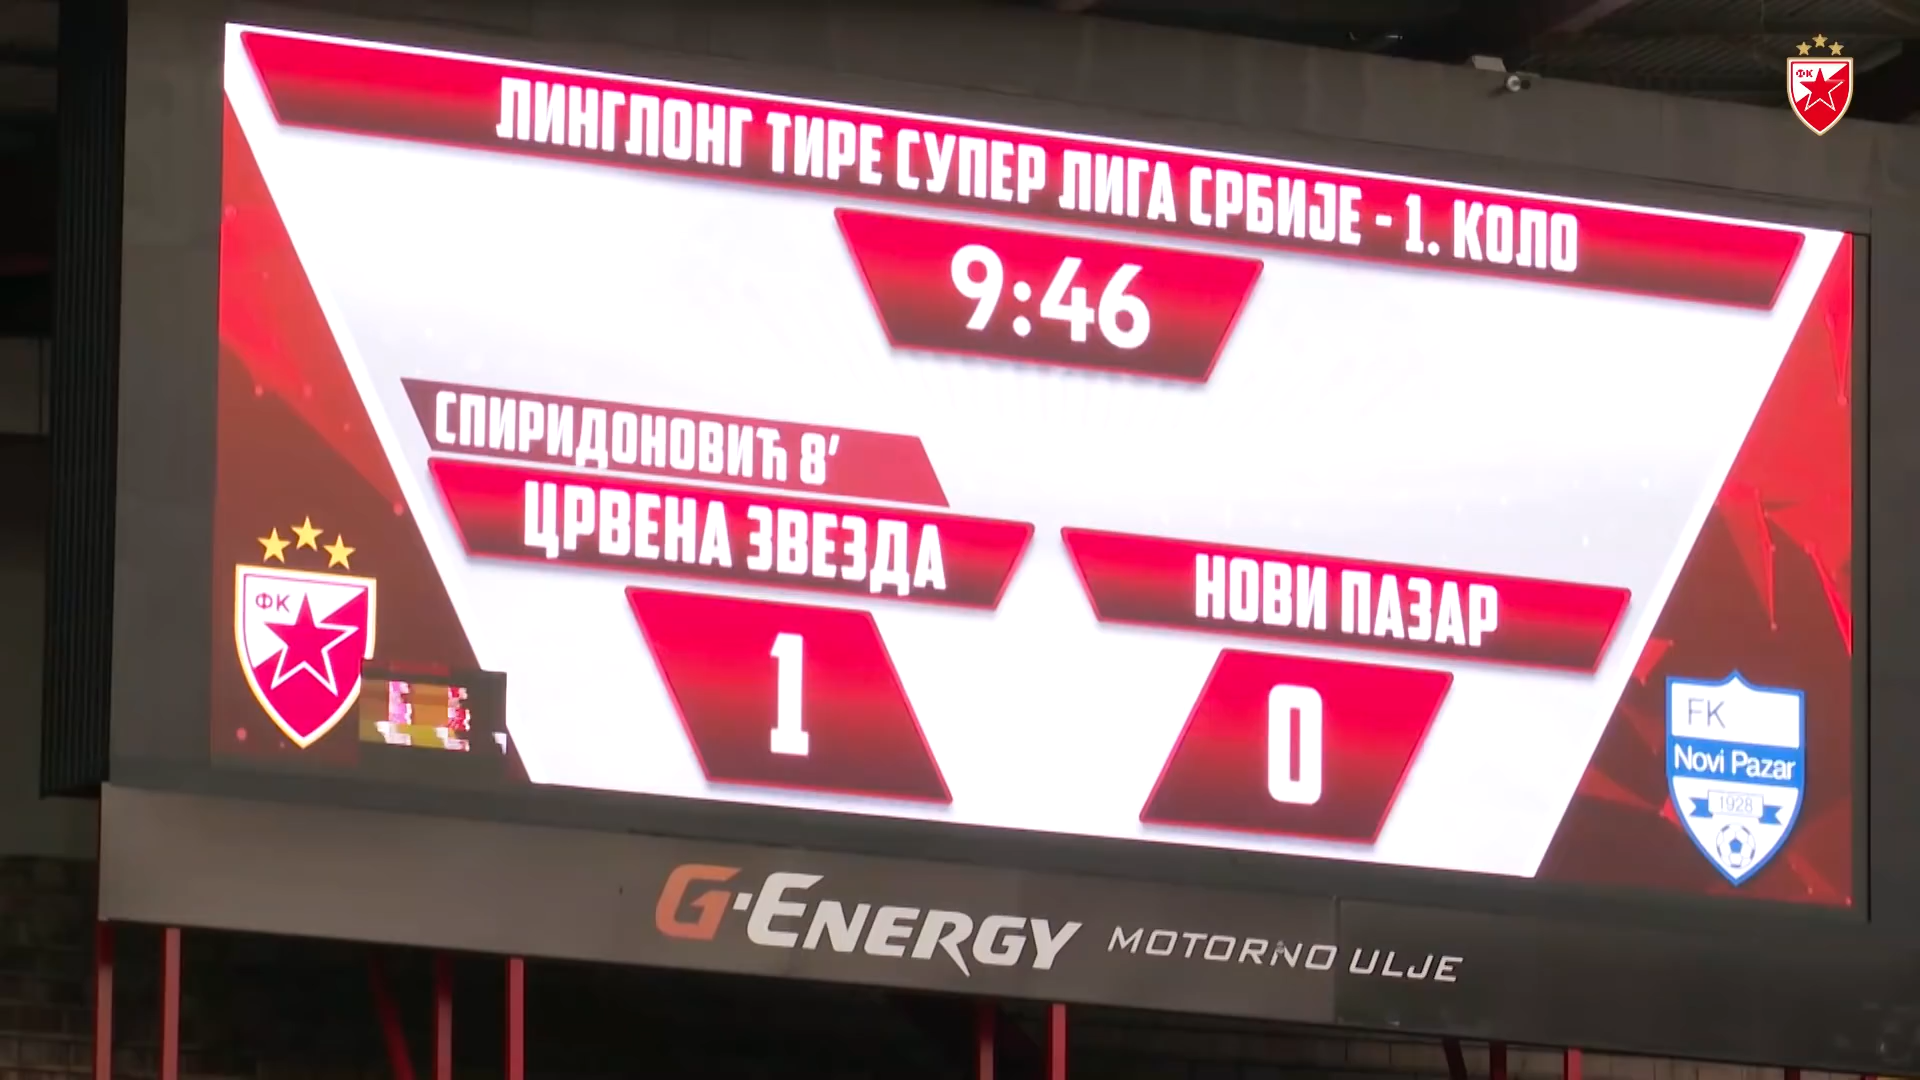 ЛИНГЛОНГ ТИРЕ СУПЕР ЛИГА СРБИЈЕ - 1. КОЛО
9:46
СПИРИДОНОВИЋ 8'
ЦРВЕНА ЗВЕЗДА
НОВИ ПАЗАР
1
0
ФК
FK
Novi Pazar
1928
G-ENERGY MOTORNO ULJE
ФК